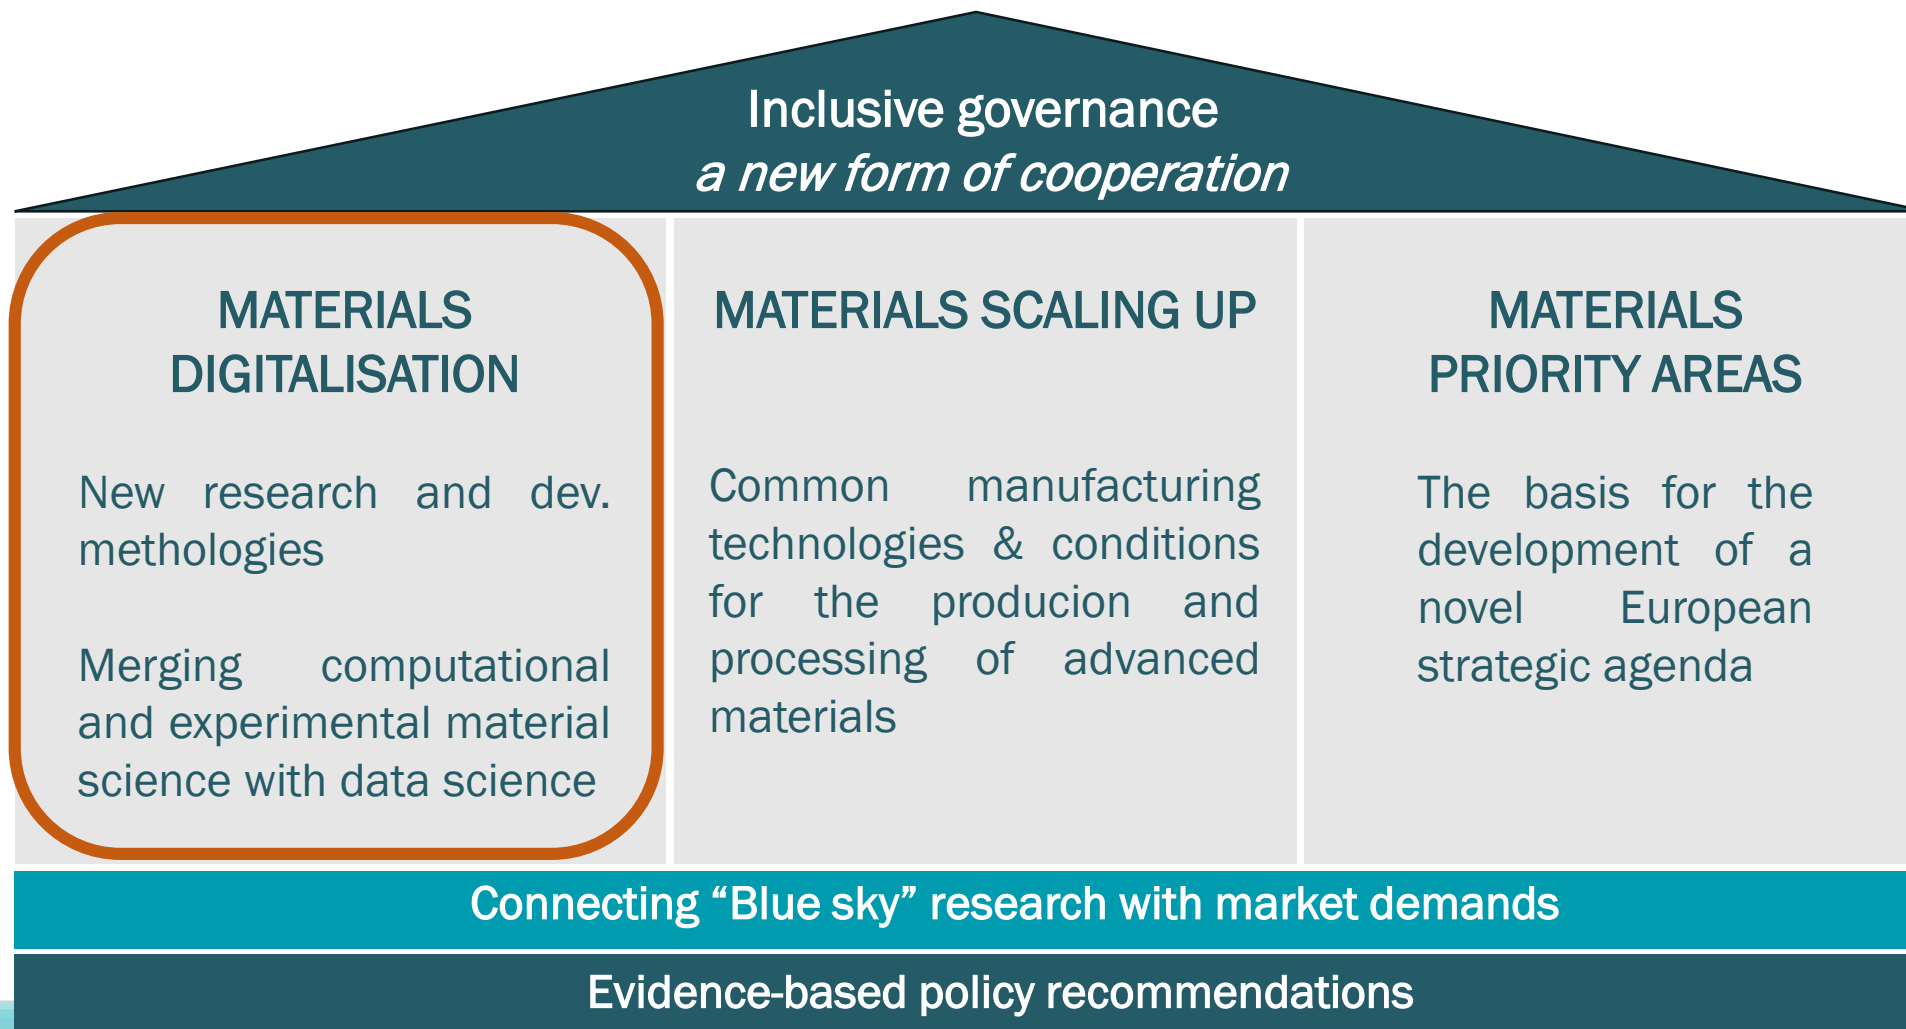 Inclusive governance
a new form of cooperation
MATERIALS
DIGITALISATION
New research and dev.
methologies
Merging computational
and experimental material
science with data science
MATERIALS SCALING UP
Common manufacturing
technologies & conditions
for the producion and
processing of advanced
materials
MATERIALS
PRIORITY AREAS
The basis for the
development of a
novel European
strategic agenda
Connecting “Blue sky” research with market demands
Evidence-based policy recommendations